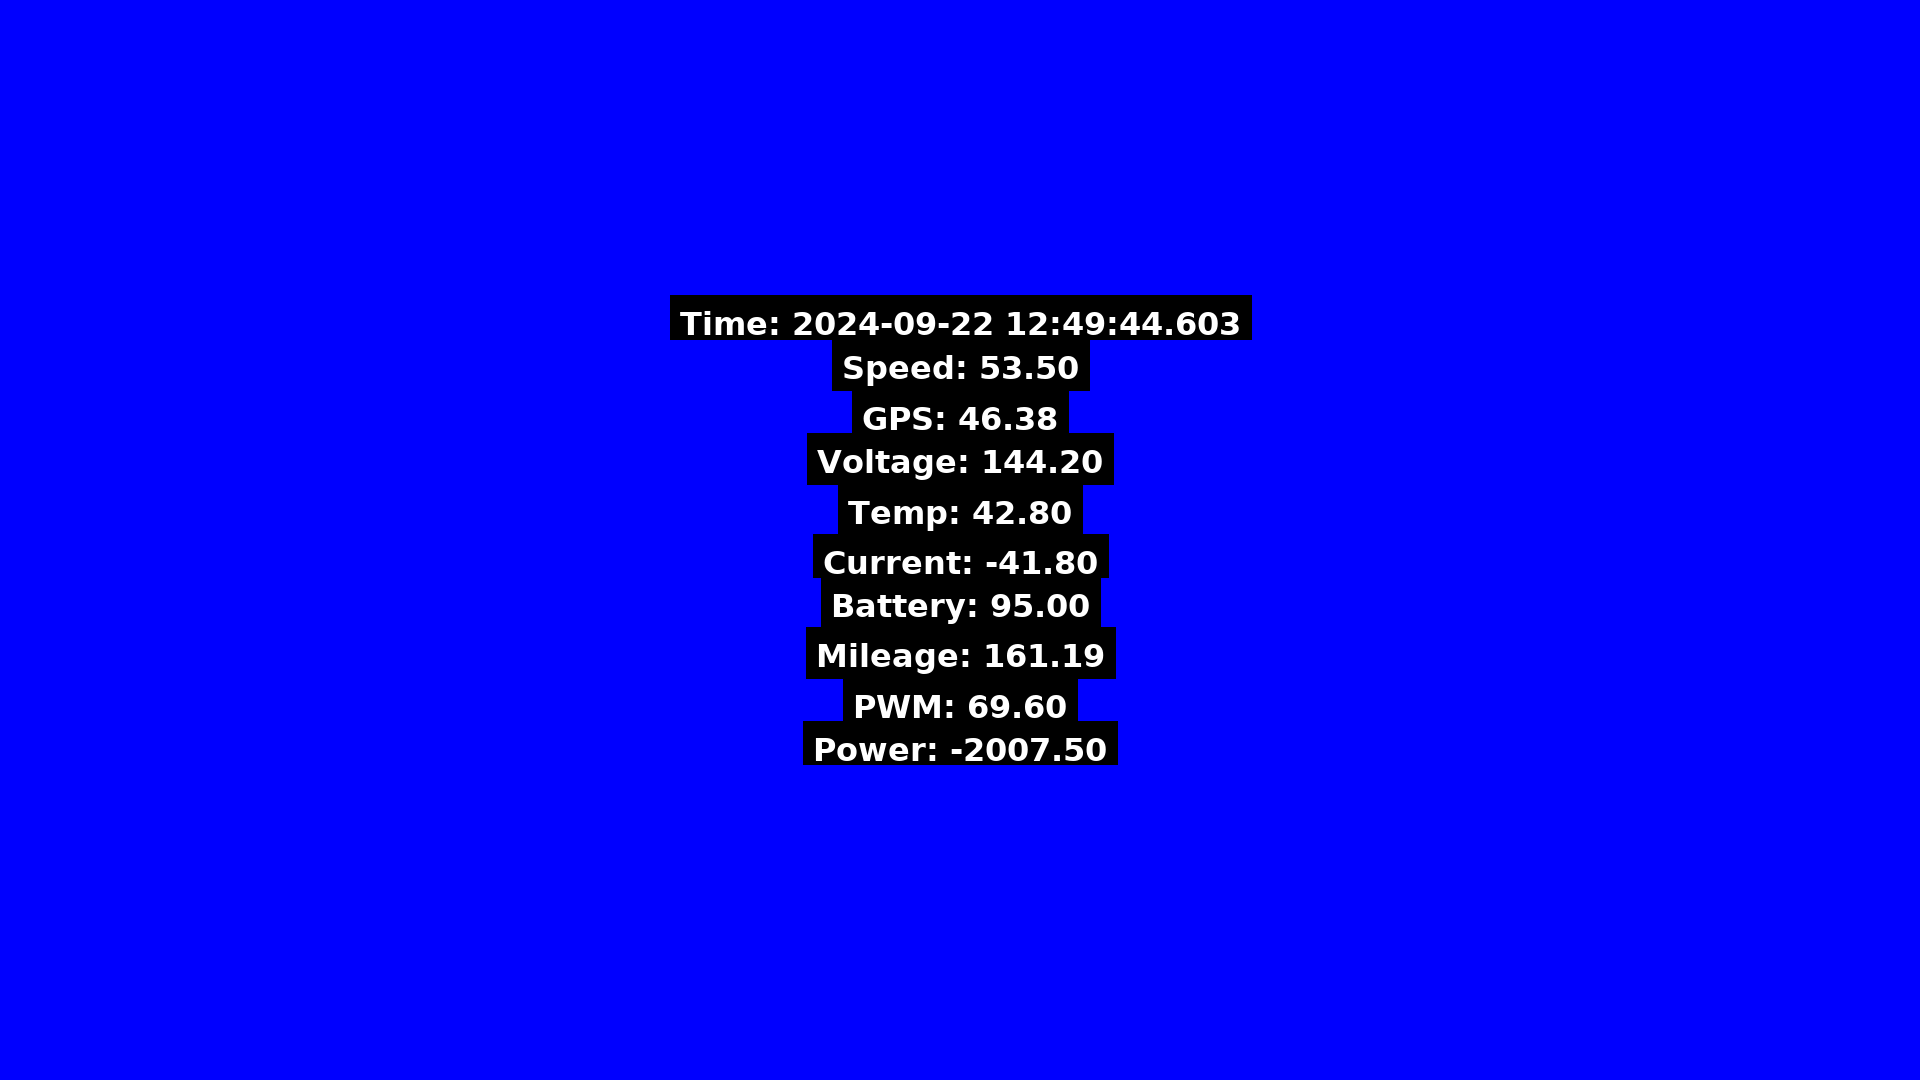 Time: 2024-09-22 12:49:44.603
Speed: 53.50
GPS: 46.38
Voltage: 144.20
Temp: 42.80
Current: -41.80
Battery: 95.00
Mileage: 161.19
PWM: 69.60
Power: -2007.50